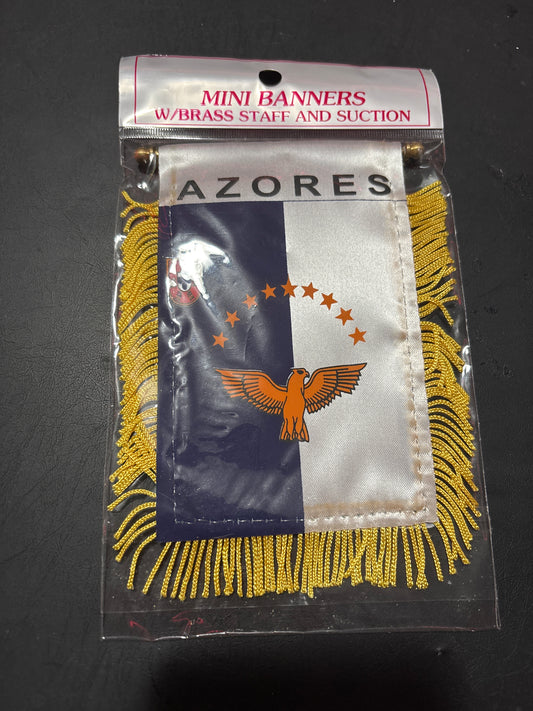 MINI BANNERS
W/BRASS STAFF AND SUCTION
AZORES